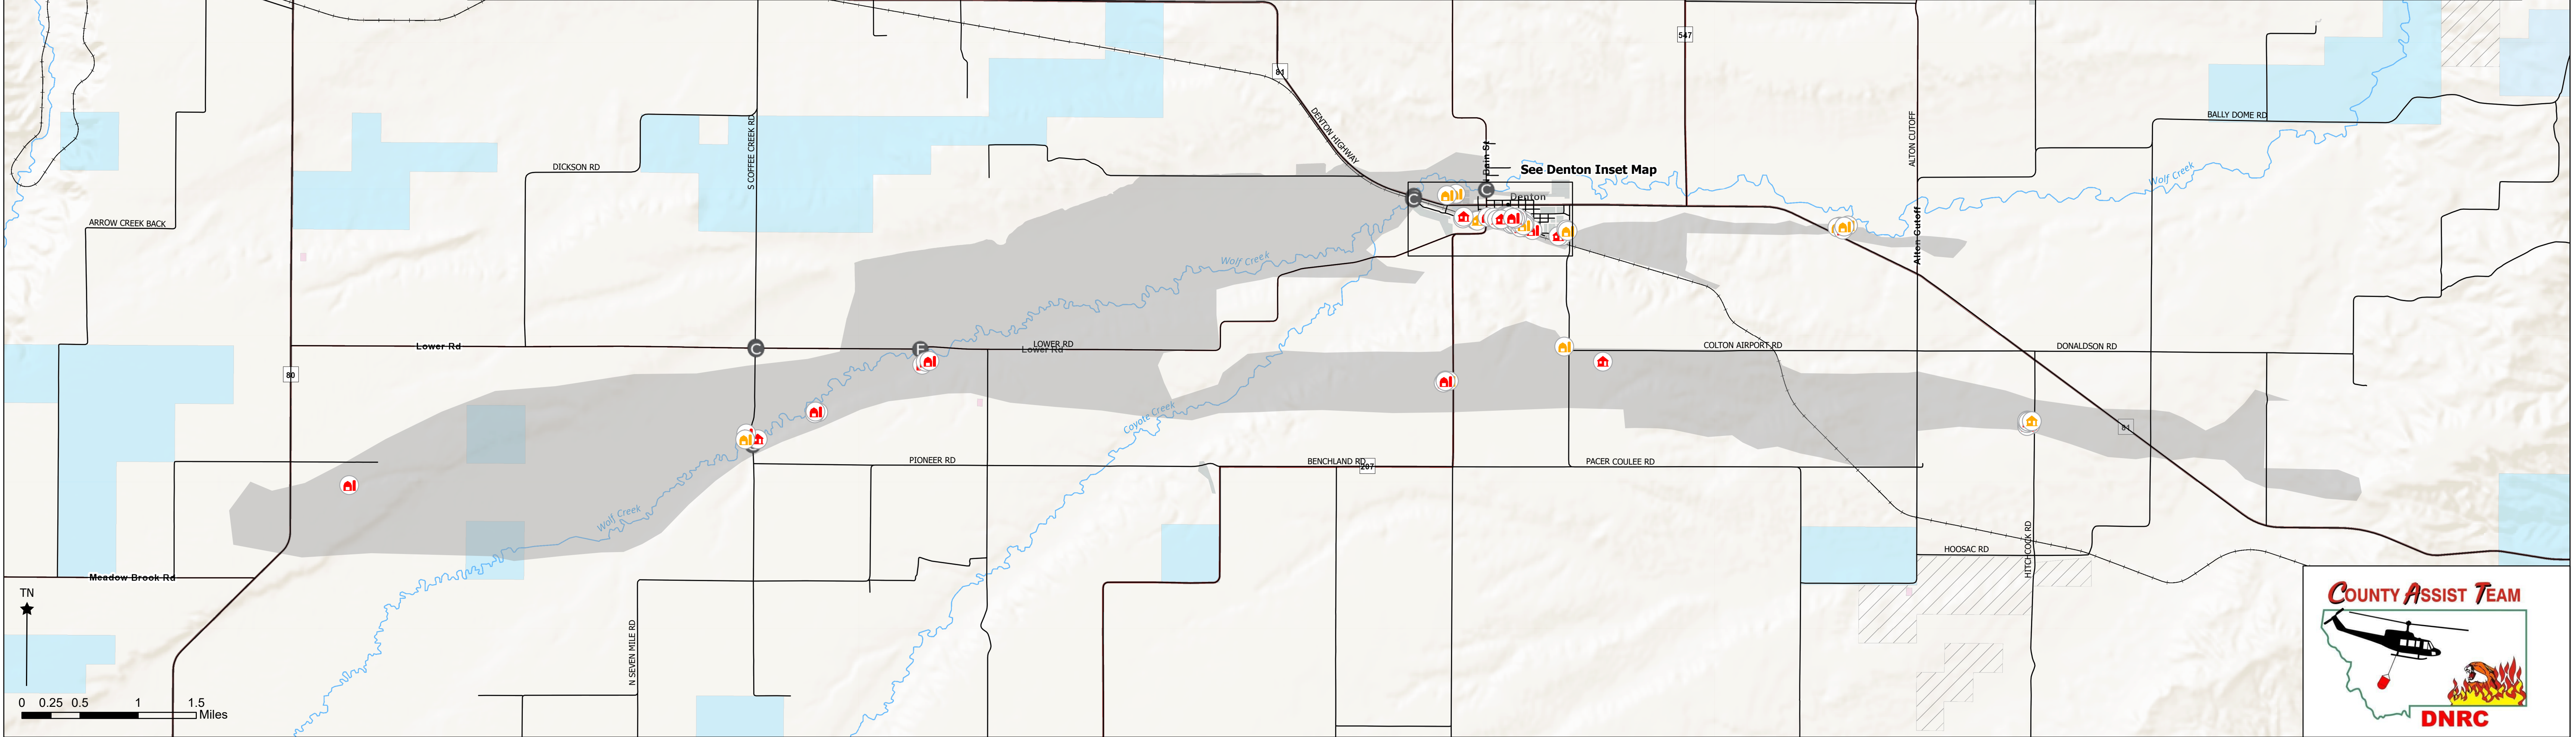 547
81
DENTON HIGHWAY
S COFFEE CREEK RD
ALTON CUTOFF
BALLY DOME RD
DICKSON RD
Main St
See Denton Inset Map
Wolf Creek
C
C
Denton
ARROW CREEK BACK
Alton Cutoff
Wolf Creek
Lower Rd
C
F
LOWER RD
Lower Rd
COLTON AIRPORT RD
DONALDSON RD
80
Coyote Creek
81
PIONEER RD
BENCHLAND RD
207
PACER COULEE RD
Wolf Creek
HITCHCOCK RD
HOOSAC RD
Meadow Brook Rd
TN
N SEVEN MILE RD
0 0.25 0.5 1 1.5
Miles
COUNTY ASSIST TEAM
DNRC